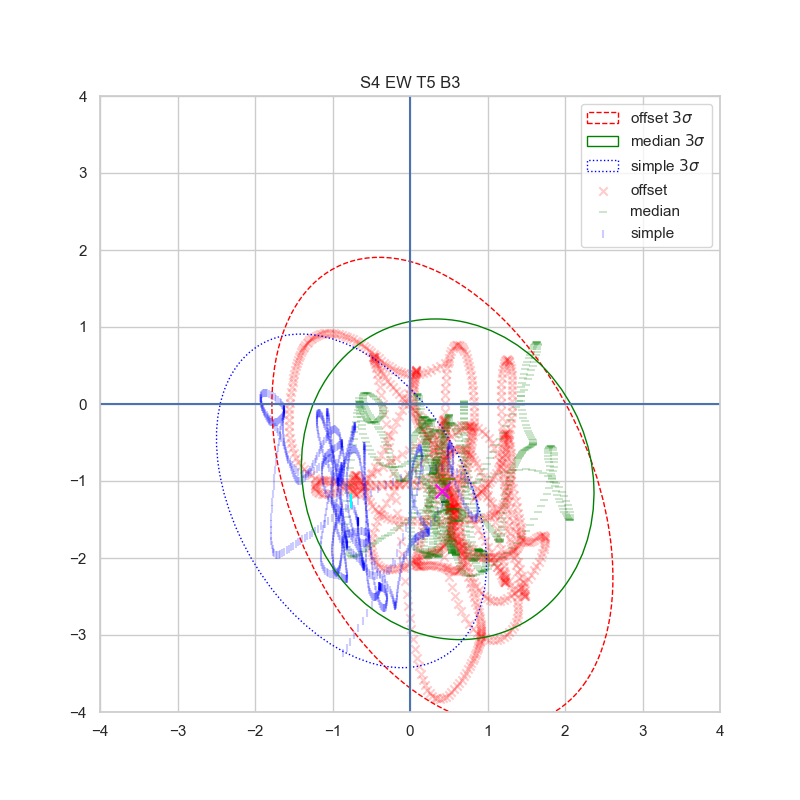 S4 EW T5 B3
offset 3σ
median 3σ
simple 3σ
offset
median
simple
4
3
2
1
0
−1
−2
−3
−4
−4 −3 −2 −1 0 1 2 3 4